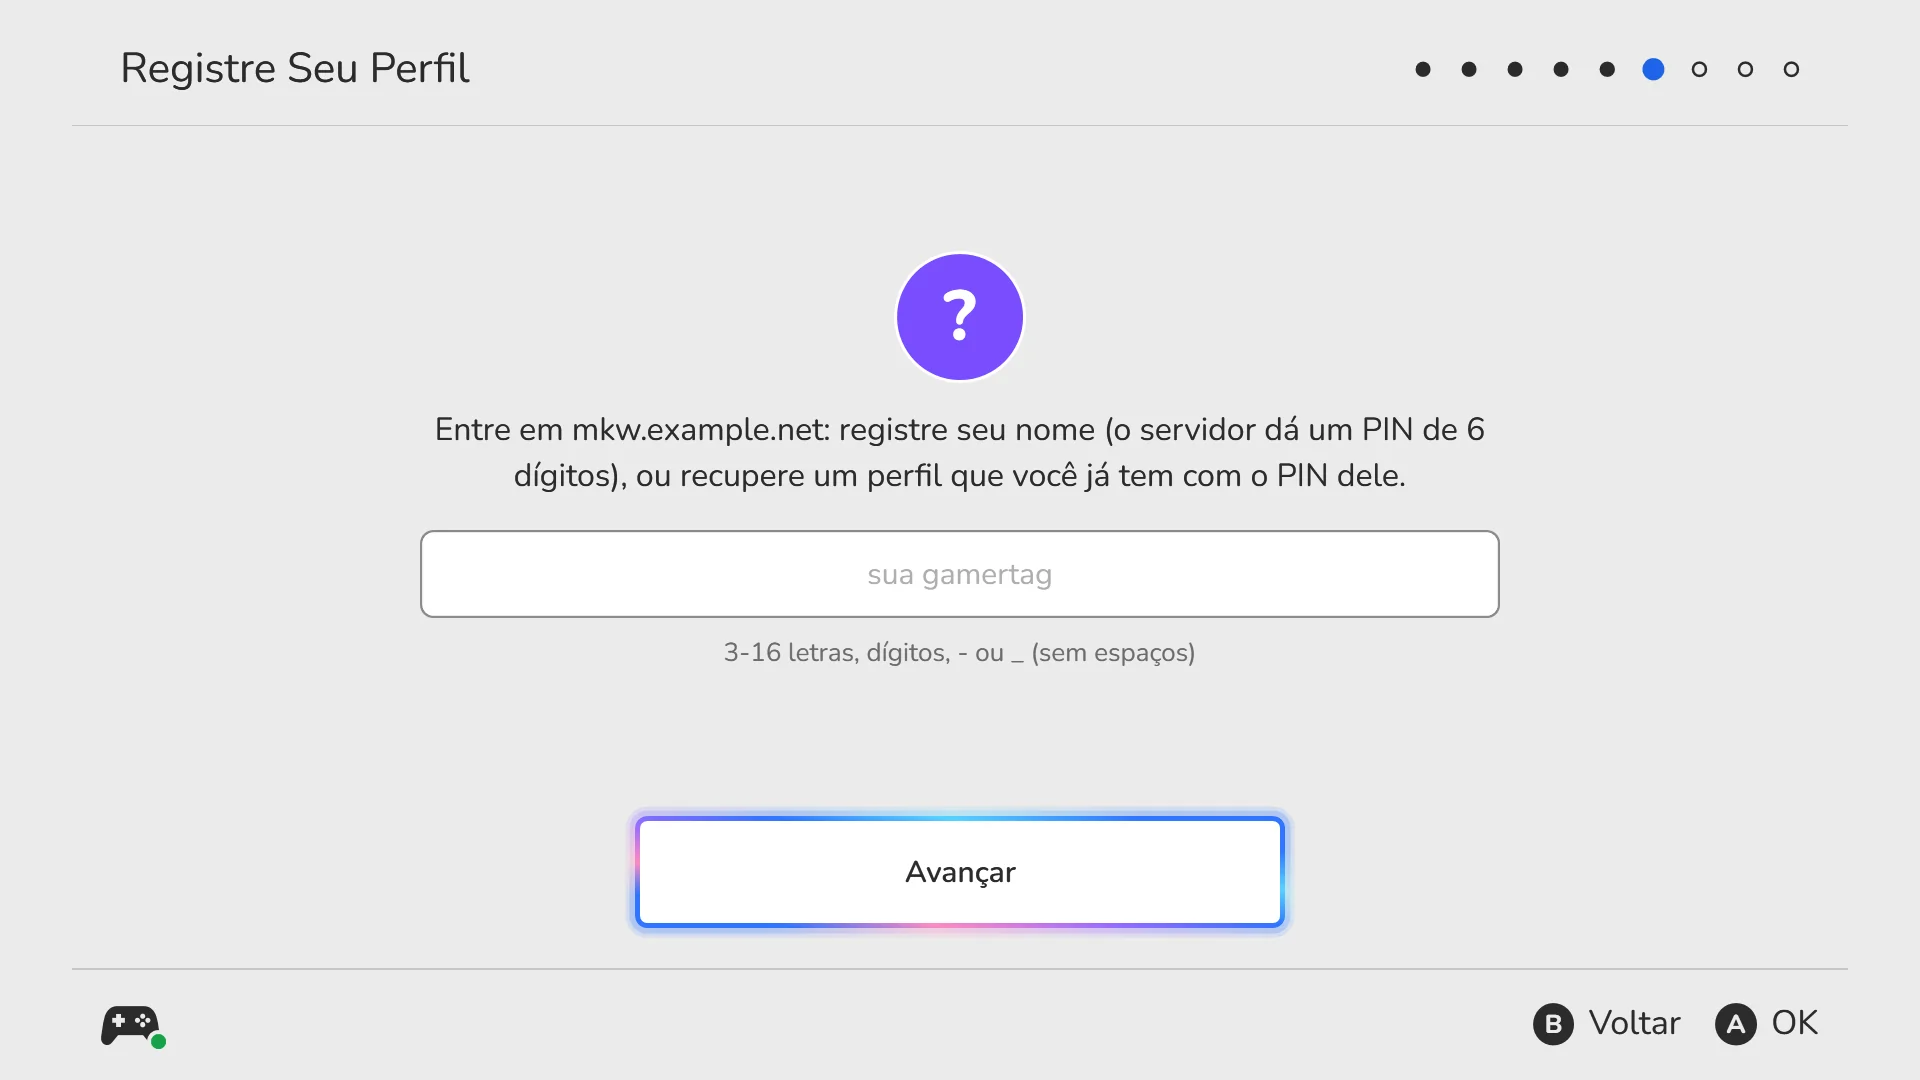 Registre Seu Perfil
?
Entre em mkw.example.net: registre seu nome (o servidor dá um PIN de 6
dígitos), ou recupere um perfil que você já tem com o PIN dele.
sua gamertag
3-16 letras, dígitos, - ou _ (sem espaços)
Avançar
B Voltar A OK